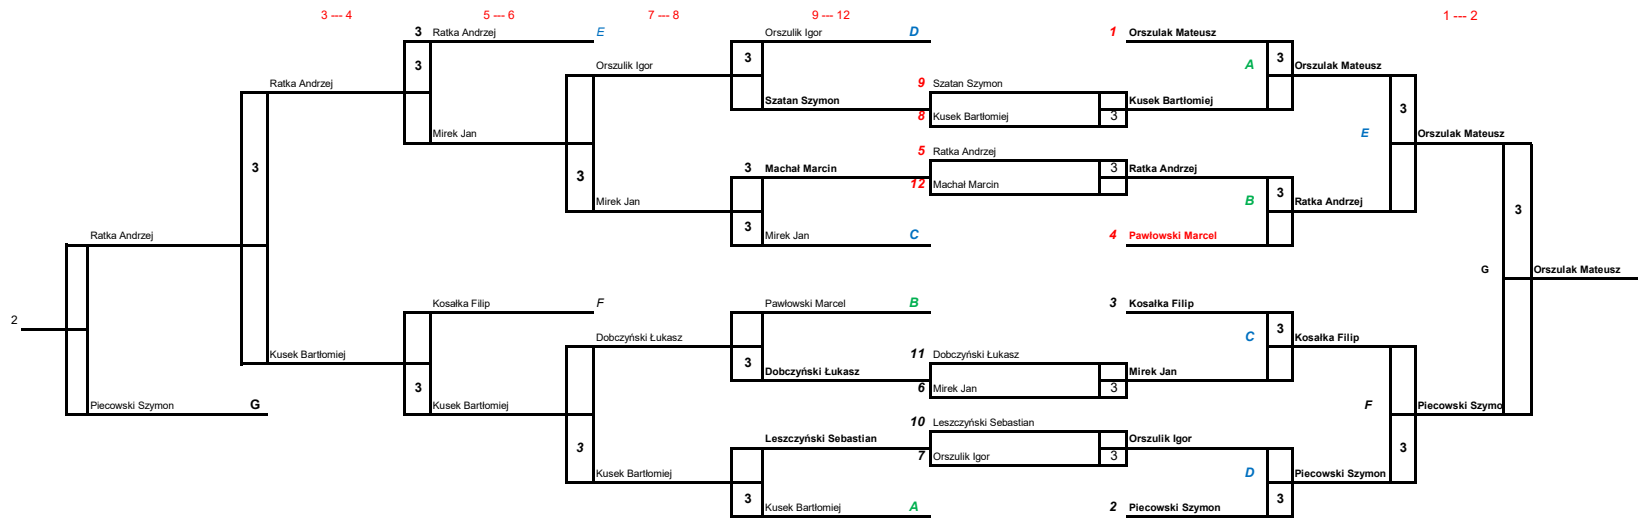 3 --- 4 5 --- 6 7 --- 8 9 --- 12 1 --- 2
3 Ratka Andrzej E Orszulik Igor D 1 Orszulak Mateusz
3 Orszulik Igor 3 A 3 Orszulak Mateusz
Ratka Andrzej 9 Szatan Szymon
Szatan Szymon Kusek Bartłomiej 3
8 Kusek Bartłomiej 3
Mirek Jan E Orszulak Mateusz
5 Ratka Andrzej
3 3 Machał Marcin 3 Ratka Andrzej
3 12 Machał Marcin 3
Mirek Jan B Ratka Andrzej 3
3 Mirek Jan C 4 Pawłowski Marcel
Ratka Andrzej
G Orszulak Mateusz
Kosałka Filip F Pawłowski Marcel B 3 Kosałka Filip
2 3
Dobczyński Łukasz C Kosałka Filip
Kusek Bartłomiej 3 11 Dobczyński Łukasz
Dobczyński Łukasz Mirek Jan
3 6 Mirek Jan 3
Piecowski Szymon G Kusek Bartłomiej F Piecowski Szymo
10 Leszczyński Sebastian
3 Leszczyński Sebastian Orszulik Igor 3
7 Orszulik Igor 3
Kusek Bartłomiej D Piecowski Szymon
3 3
Kusek Bartłomiej A 2 Piecowski Szymon